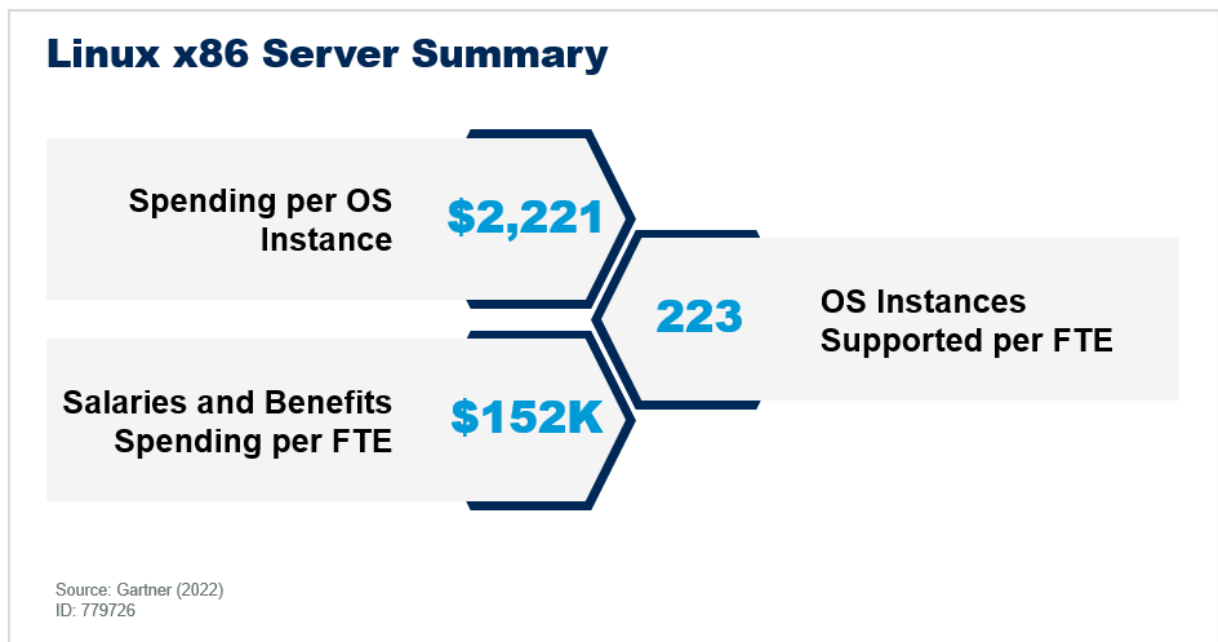 Linux x86 Server Summary
Spending per OS
Instance
$2,221
223
OS Instances
Supported per FTE
Salaries and Benefits
Spending per FTE
$152K
Source: Gartner (2022)
ID: 779726